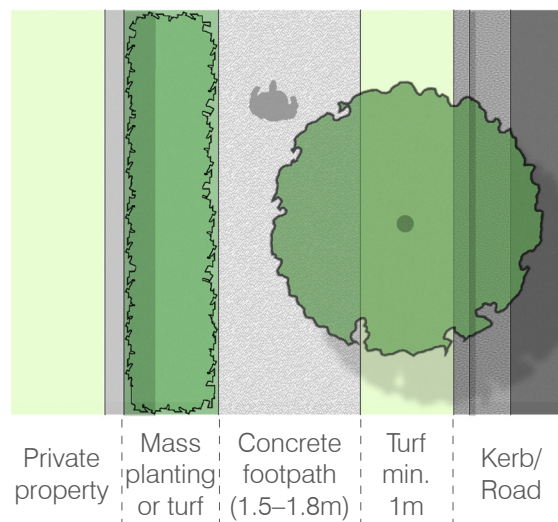 Private
property
Mass
planting
or turf
Concrete
footpath
(1.5–1.8m)
Turf
min.
1m
Kerb/
Road